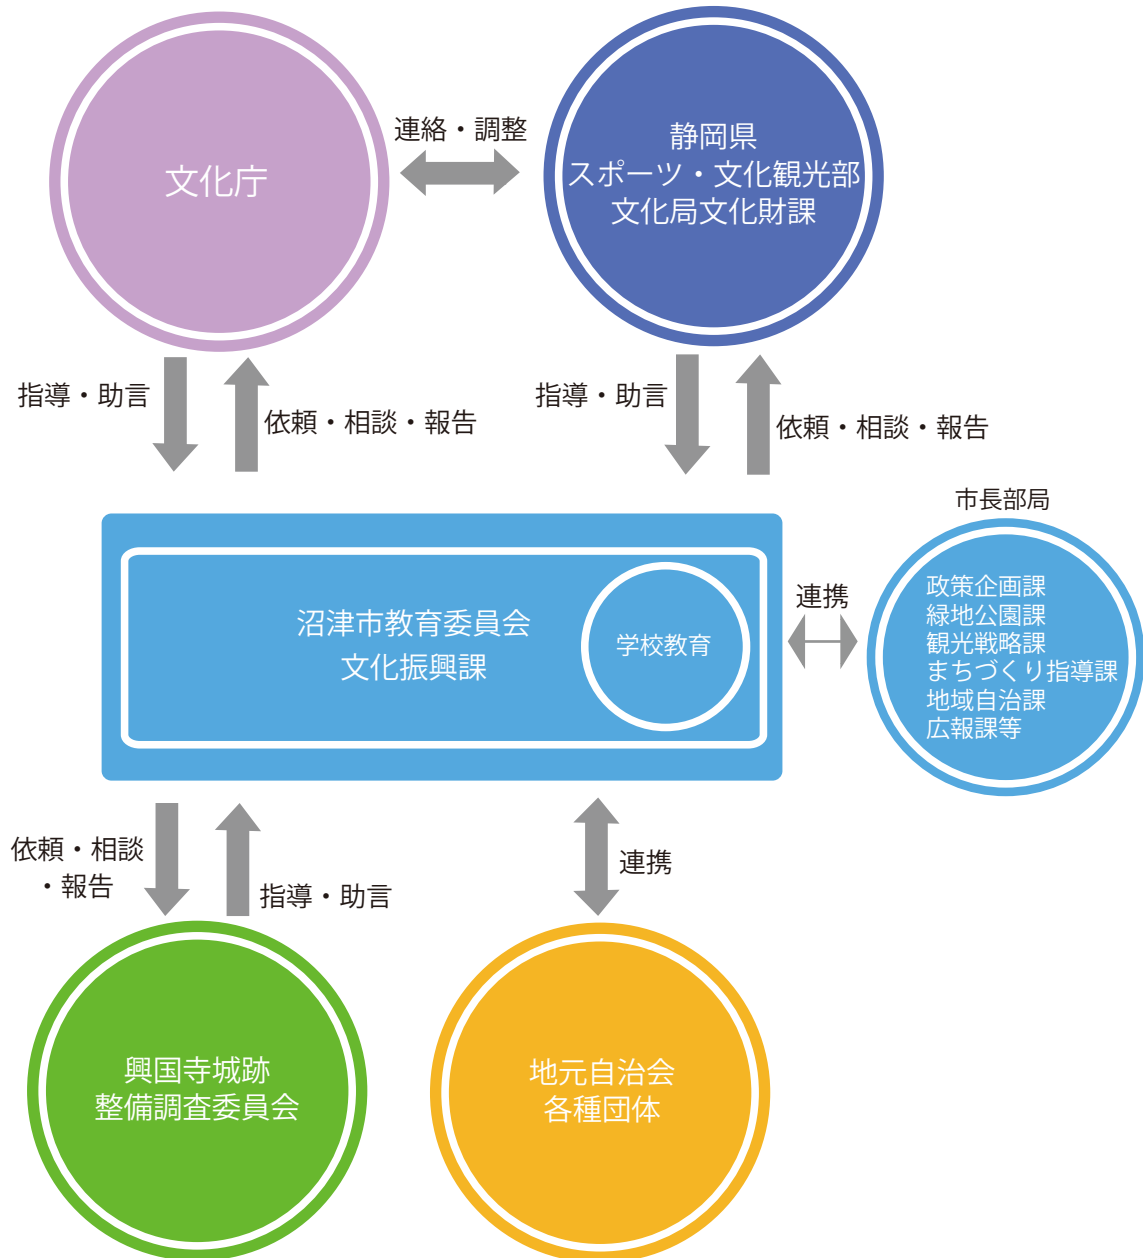 文化庁
連絡・調整
静岡県
スポーツ・文化観光部
文化局文化財課
指導・助言
依頼・相談・報告
指導・助言
依頼・相談・報告
市長部局
沼津市教育委員会
文化振興課
学校教育
連携
政策企画課
緑地公園課
観光戦略課
まちづくり指導課
地域自治課
広報課等
依頼・相談
・報告
指導・助言
連携
興国寺城跡
整備調査委員会
地元自治会
各種団体